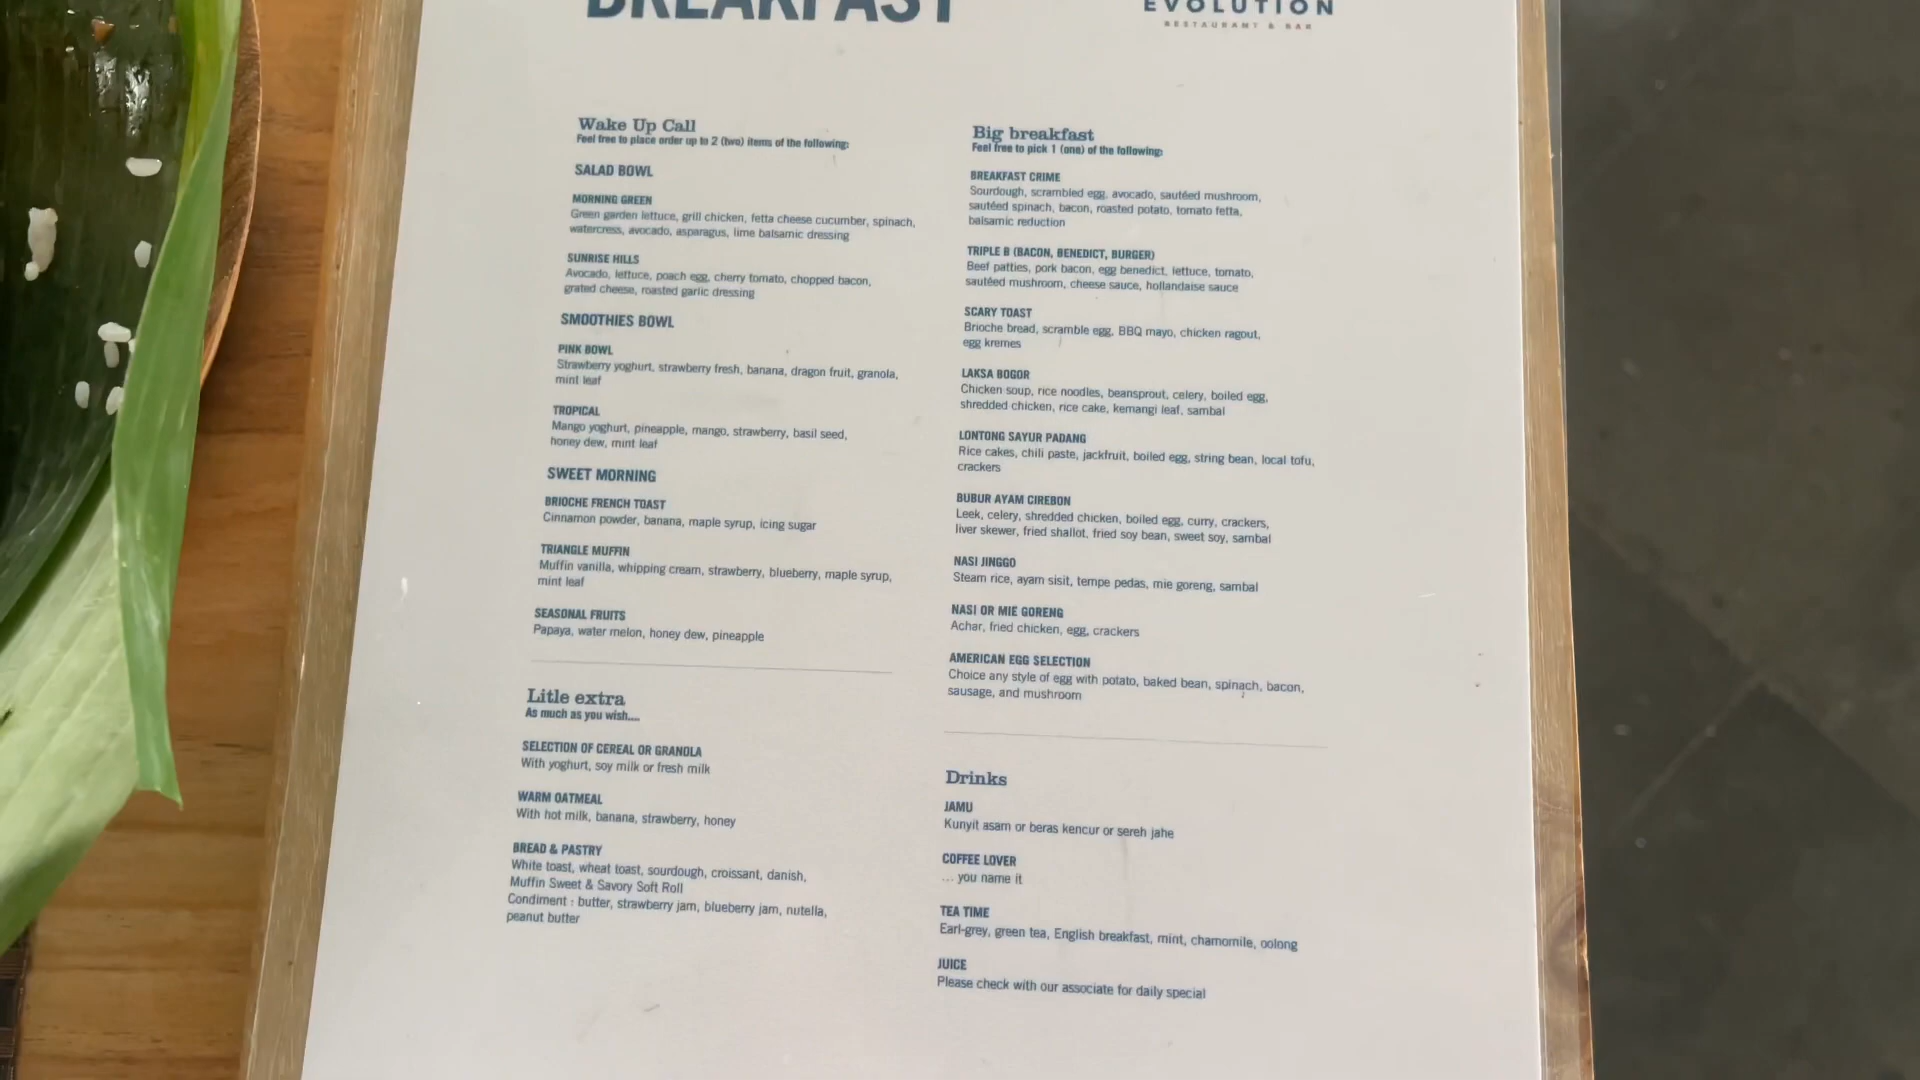 BREAKFAST
EVOLUTION
RESTAURANT & BAR
Wake Up Call
Feel free to place order up to 2 (two) items of the following:
SALAD BOWL
MORNING GREEN
Green garden lettuce, grill chicken, fetta cheese cucumber, spinach,
watercress, avocado, asparagus, lime balsamic dressing
SUNRISE HILLS
Avocado, lettuce, poach egg, cherry tomato, chopped bacon,
grated cheese, roasted garlic dressing
SMOOTHIES BOWL
PINK BOWL
Strawberry yoghurt, strawberry fresh, banana, dragon fruit, granola,
mint leaf
TROPICAL
Mango yoghurt, pineapple, mango, strawberry, basil seed,
honey dew, mint leaf
SWEET MORNING
BRIOCHE FRENCH TOAST
Cinnamon powder, banana, maple syrup, icing sugar
TRIANGLE MUFFIN
Muffin vanilla, whipping cream, strawberry, blueberry, maple syrup,
mint leaf
SEASONAL FRUITS
Papaya, water melon, honey dew, pineapple
Litle extra
As much as you wish....
SELECTION OF CEREAL OR GRANOLA
With yoghurt, soy milk or fresh milk
WARM OATMEAL
With hot milk, banana, strawberry, honey
BREAD & PASTRY
White toast, wheat toast, sourdough, croissant, danish,
Muffin Sweet & Savory Soft Roll
Condiment : butter, strawberry jam, blueberry jam, nutella,
peanut butter
Big breakfast
Feel free to pick 1 (one) of the following:
BREAKFAST CRIME
Sourdough, scrambled egg, avocado, sautéed mushroom,
sautéed spinach, bacon, roasted potato, tomato fetta,
balsamic reduction
TRIPLE B (BACON, BENEDICT, BURGER)
Beef patties, pork bacon, egg benedict, lettuce, tomato,
sautéed mushroom, cheese sauce, hollandaise sauce
SCARY TOAST
Brioche bread, scramble egg, BBQ mayo, chicken ragout,
egg kremes
LAKSA BOGOR
Chicken soup, rice noodles, beansprout, celery, boiled egg,
shredded chicken, rice cake, kemangi leaf, sambal
LONTONG SAYUR PADANG
Rice cakes, chili paste, jackfruit, boiled egg, string bean, local tofu,
crackers
BUBUR AYAM CIREBON
Leek, celery, shredded chicken, boiled egg, curry, crackers,
liver skewer, fried shallot, fried soy bean, sweet soy, sambal
NASI JINGGO
Steam rice, ayam sisit, tempe pedas, mie goreng, sambal
NASI OR MIE GORENG
Achar, fried chicken, egg, crackers
AMERICAN EGG SELECTION
Choice any style of egg with potato, baked bean, spinach, bacon,
sausage, and mushroom
Drinks
JAMU
Kunyit asam or beras kencur or sereh jahe
COFFEE LOVER
... you name it
TEA TIME
Earl-grey, green tea, English breakfast, mint, chamomile, oolong
JUICE
Please check with our associate for daily special